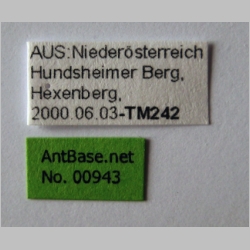 AUS:Niederösterreich
Hundsheimer Berg,
Hexenberg,
2000.06.03-TM242
AntBase.net
No. 00943